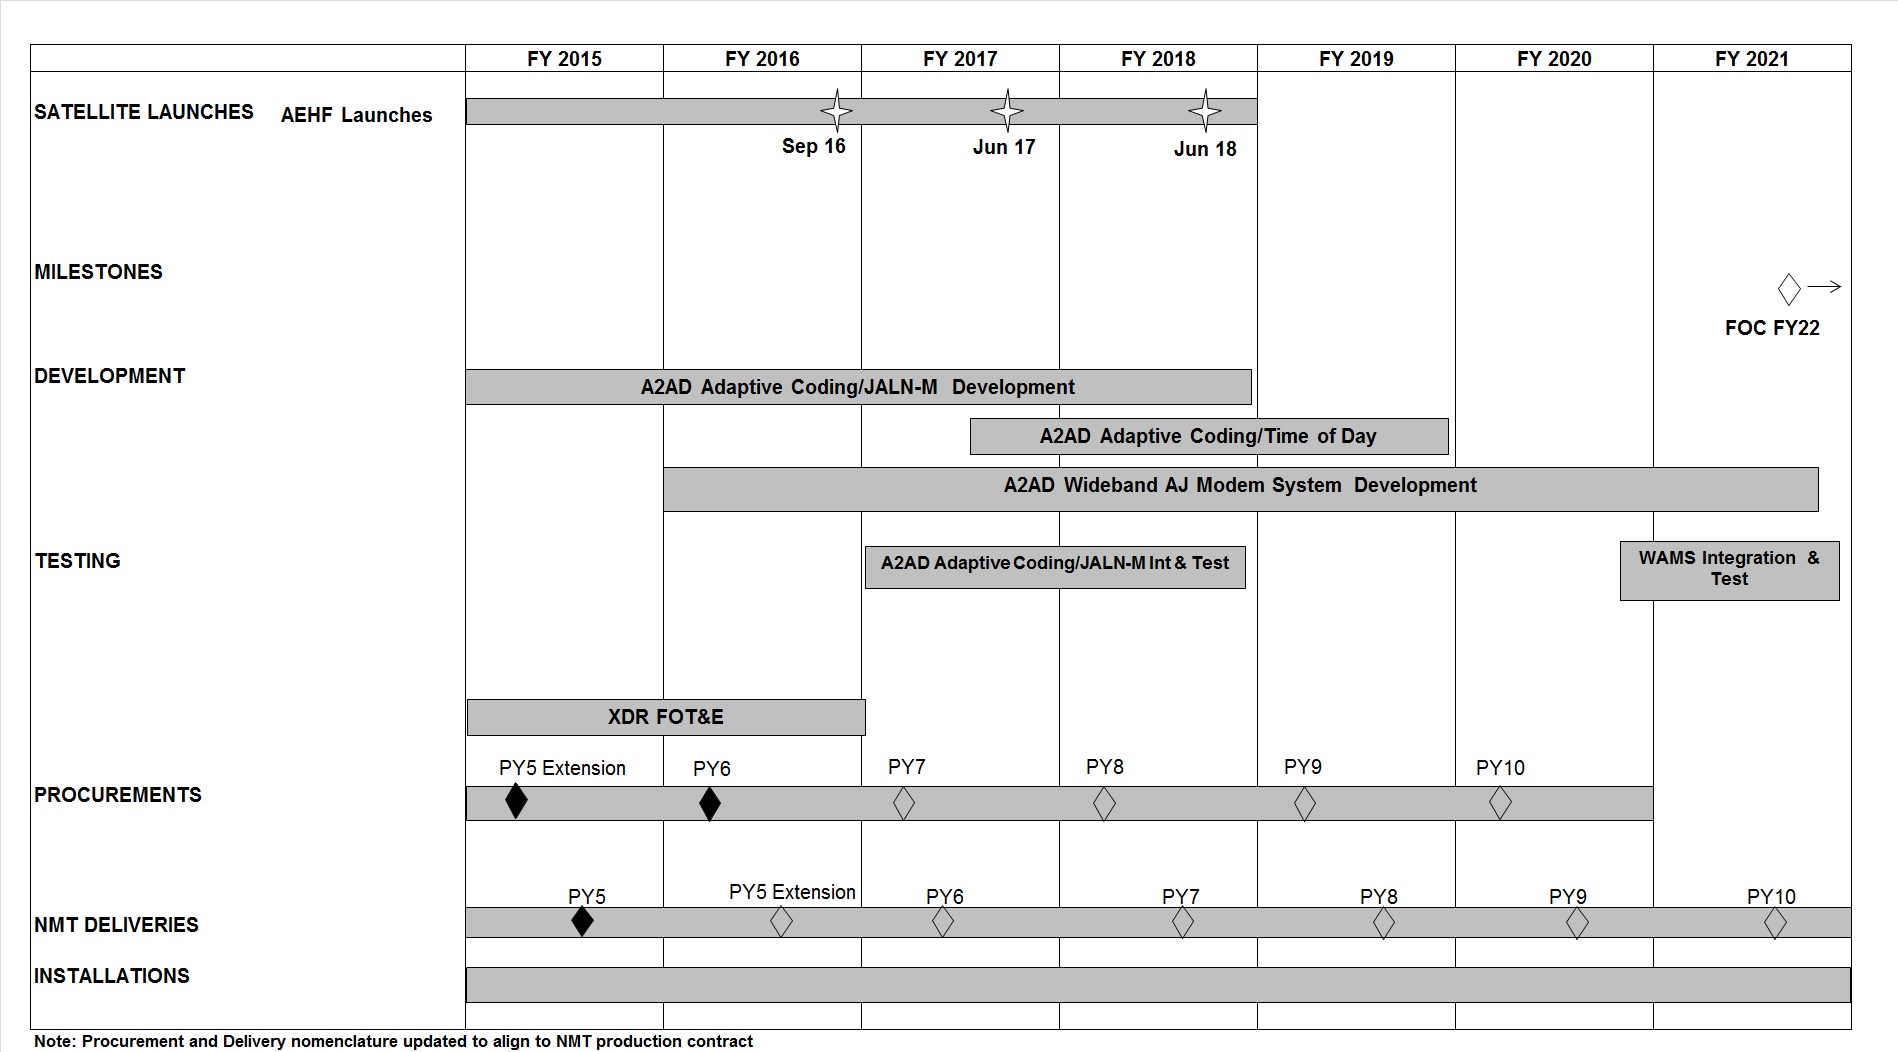 FY 2015 FY 2016 FY 2017 FY 2018 FY 2019 FY 2020 FY 2021
SATELLITE LAUNCHES AEHF Launches
Sep 16 Jun 17 Jun 18
MILESTONES
FOC FY22
DEVELOPMENT
A2AD Adaptive Coding/JALN-M Development
A2AD Adaptive Coding/Time of Day
A2AD Wideband AJ Modem System Development
TESTING
A2AD Adaptive Coding/JALN-M Int & Test
WAMS Integration &
Test
XDR FOT&E
PY5 Extension PY6 PY7 PY8 PY9 PY10
PROCUREMENTS
PY5 PY5 Extension PY6 PY7 PY8 PY9 PY10
NMT DELIVERIES
INSTALLATIONS
Note: Procurement and Delivery nomenclature updated to align to NMT production contract